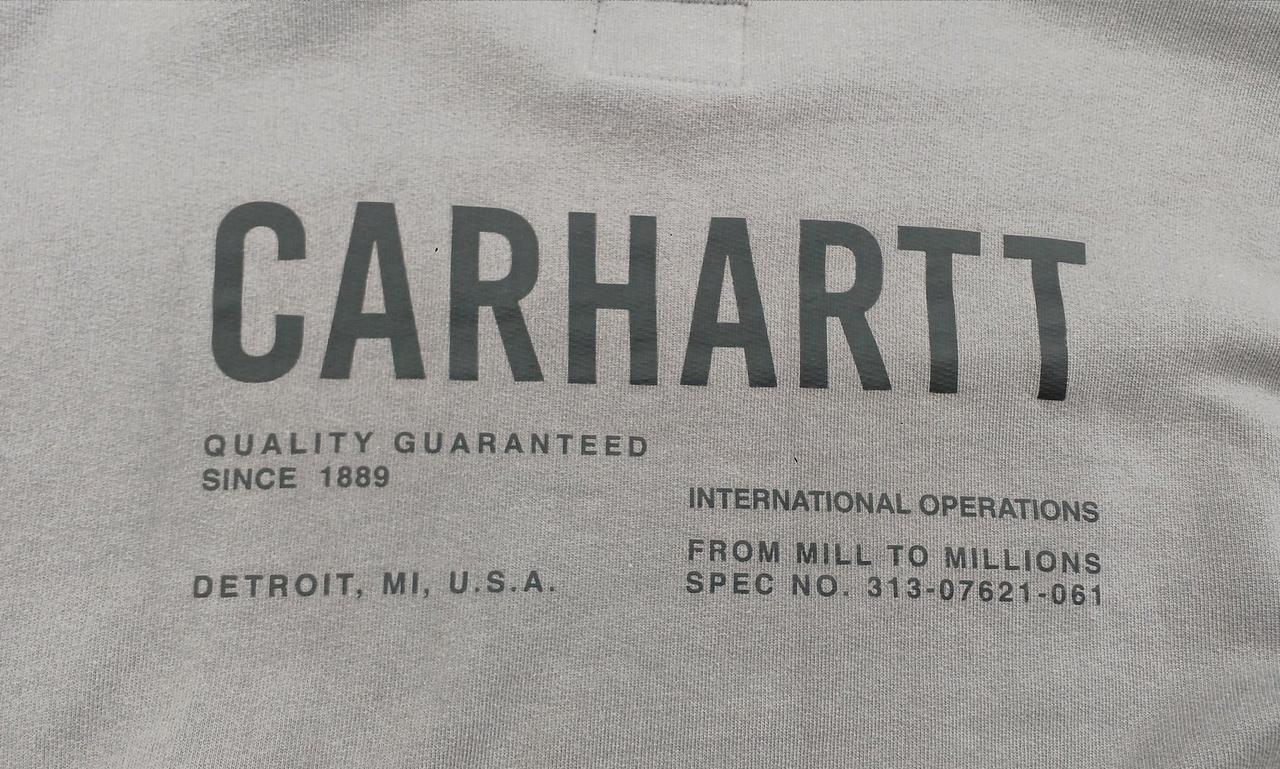 CARHARTT
QUALITY GUARANTEED
SINCE 1889
DETROIT, MI, U.S.A.
INTERNATIONAL OPERATIONS
FROM MILL TO MILLIONS
SPEC NO. 313-07621-061